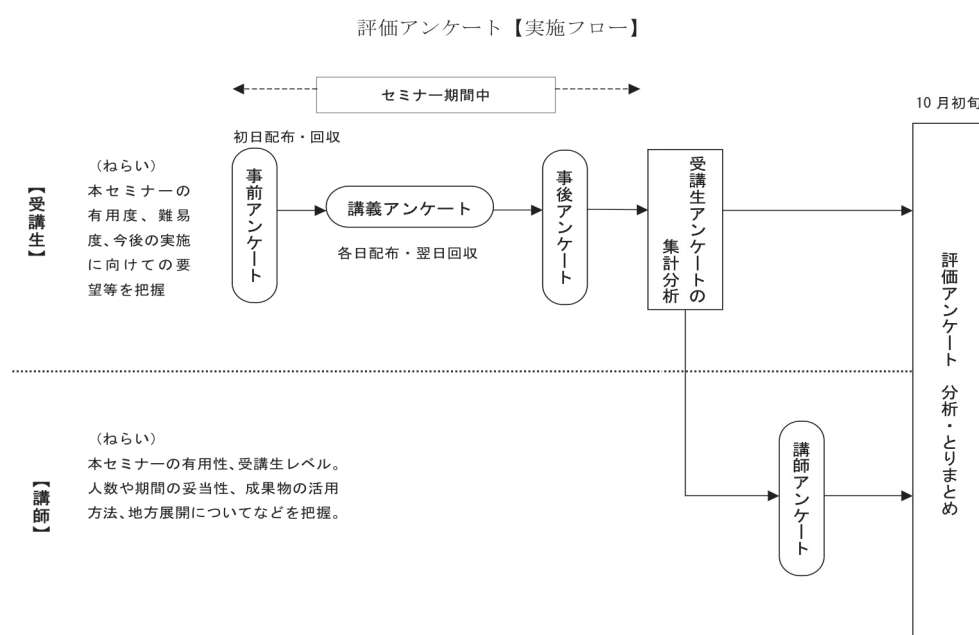 評価アンケート【実施フロー】
セミナー期間中
10月初旬
初日配布・回収
【受講生】
（ねらい）
本セミナーの
有用度、難易
度、今後の実施
に向けての要
望等を把握
事前アンケート
講義アンケート
各日配布・翌日回収
事後アンケート
受講生アンケートの
集計分析
評価アンケート 分析・とりまとめ
【講師】
（ねらい）
本セミナーの有用性、受講生レベル。
人数や期間の妥当性、成果物の活用
方法、地方展開についてなどを把握。
講師アンケート